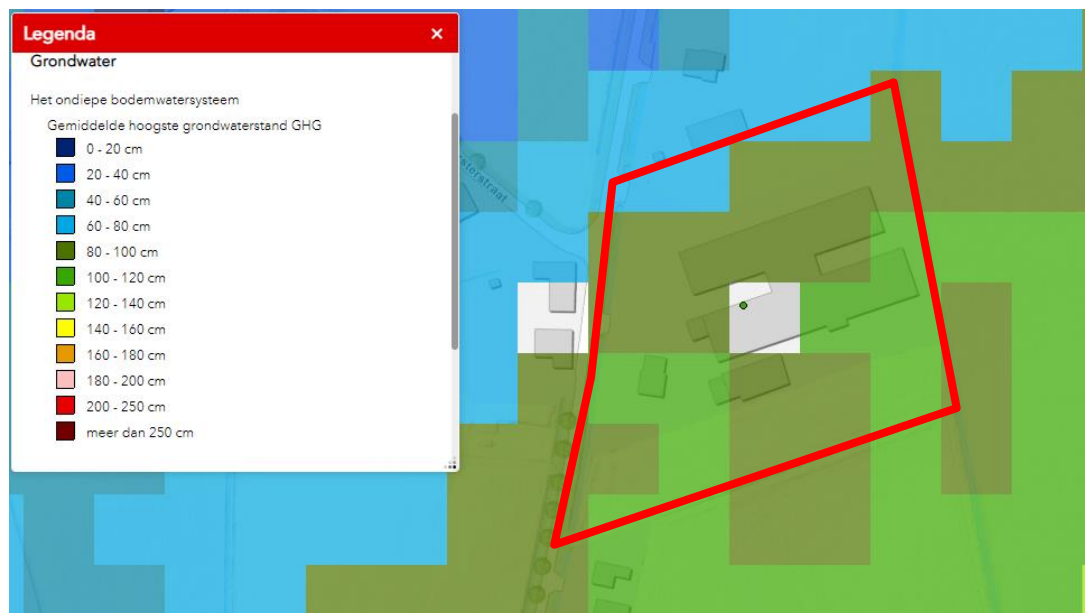 Legenda
Grondwater
Het ondiepe bodemwatersysteem
Gemiddelde hoogste grondwaterstand GHG
0 - 20 cm
20 - 40 cm
40 - 60 cm
60 - 80 cm
80 - 100 cm
100 - 120 cm
120 - 140 cm
140 - 160 cm
160 - 180 cm
180 - 200 cm
200 - 250 cm
meer dan 250 cm